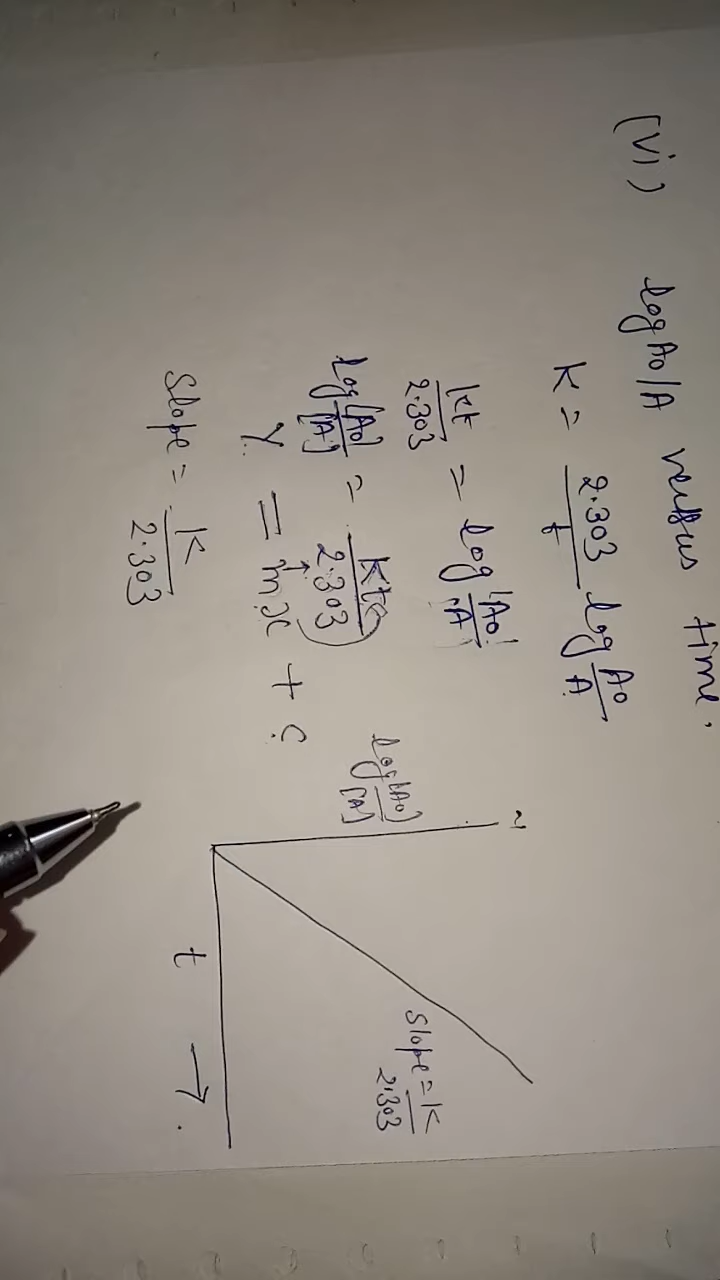 (vi) log A₀/A versus time.
K = 2.303/t log A₀/A
Kt/2.303 = log [A₀]/[A]
log [A₀]/[A] = Kt/2.303
Y = mx + c
Slope = K/2.303
log [A₀]/[A]
Slope = K/2.303
t →